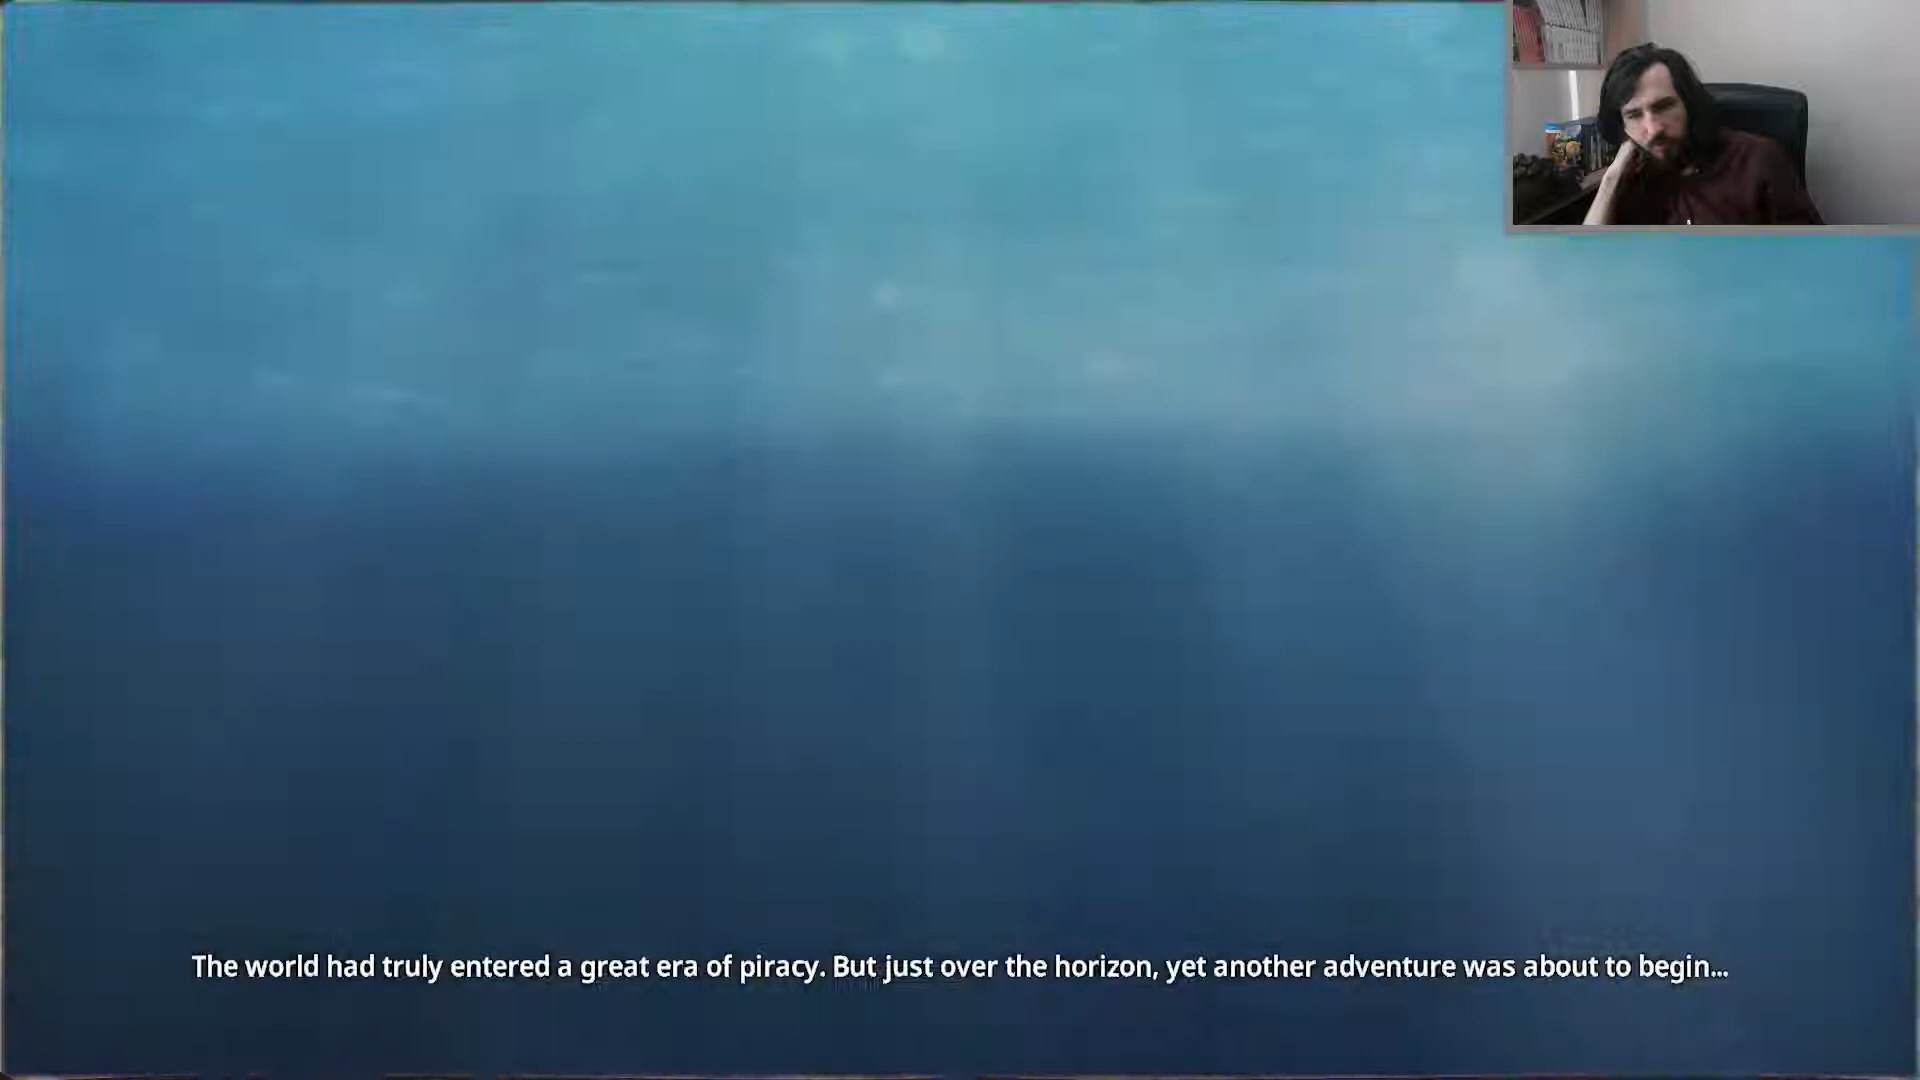 The world had truly entered a great era of piracy. But just over the horizon, yet another adventure was about to begin...